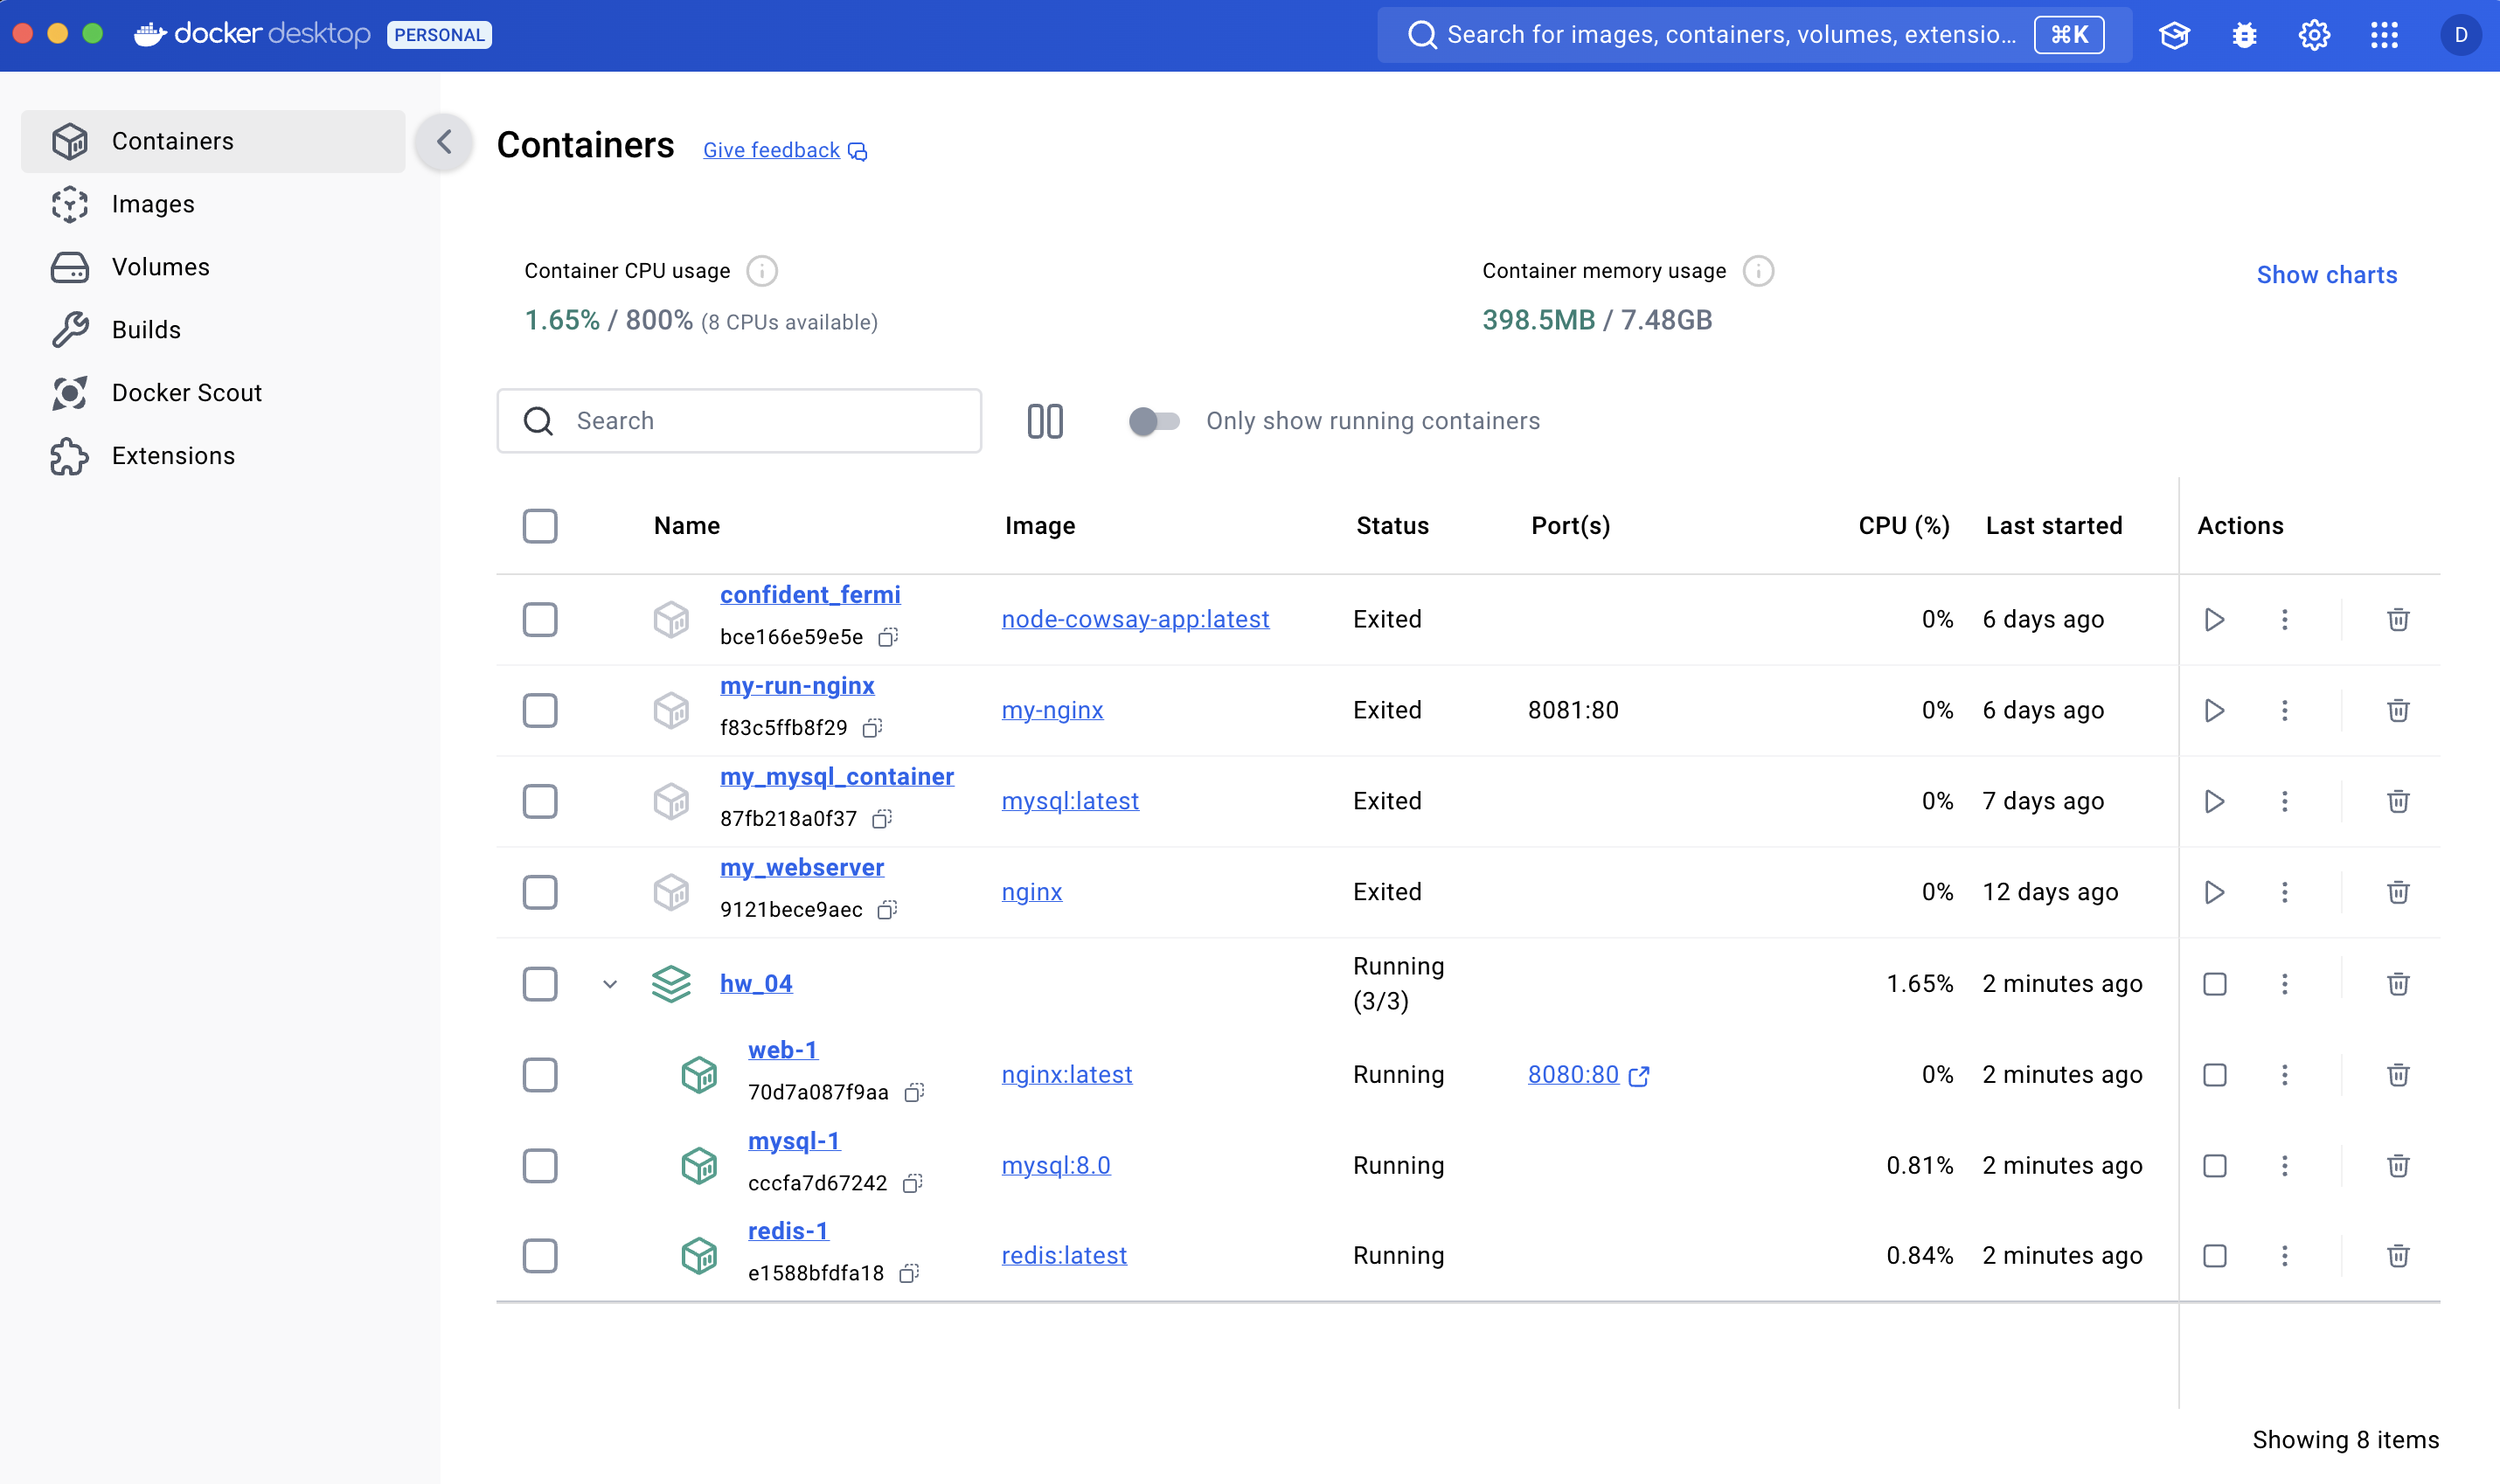 docker desktop PERSONAL
Search for images, containers, volumes, extensio... ⌘K
D
Containers
Images
Volumes
Builds
Docker Scout
Extensions
Containers Give feedback
Container CPU usage
1.65% / 800% (8 CPUs available)
Container memory usage
398.5MB / 7.48GB
Show charts
Search
Only show running containers
Name Image Status Port(s) CPU (%) Last started Actions
confident_fermi
bce166e59e5e
node-cowsay-app:latest Exited 0% 6 days ago
my-run-nginx
f83c5ffb8f29
my-nginx Exited 8081:80 0% 6 days ago
my_mysql_container
87fb218a0f37
mysql:latest Exited 0% 7 days ago
my_webserver
9121bece9aec
nginx Exited 0% 12 days ago
hw_04
Running
(3/3)
1.65% 2 minutes ago
web-1
70d7a087f9aa
nginx:latest Running 8080:80 0% 2 minutes ago
mysql-1
cccfa7d67242
mysql:8.0 Running 0.81% 2 minutes ago
redis-1
e1588bfdfa18
redis:latest Running 0.84% 2 minutes ago
Showing 8 items